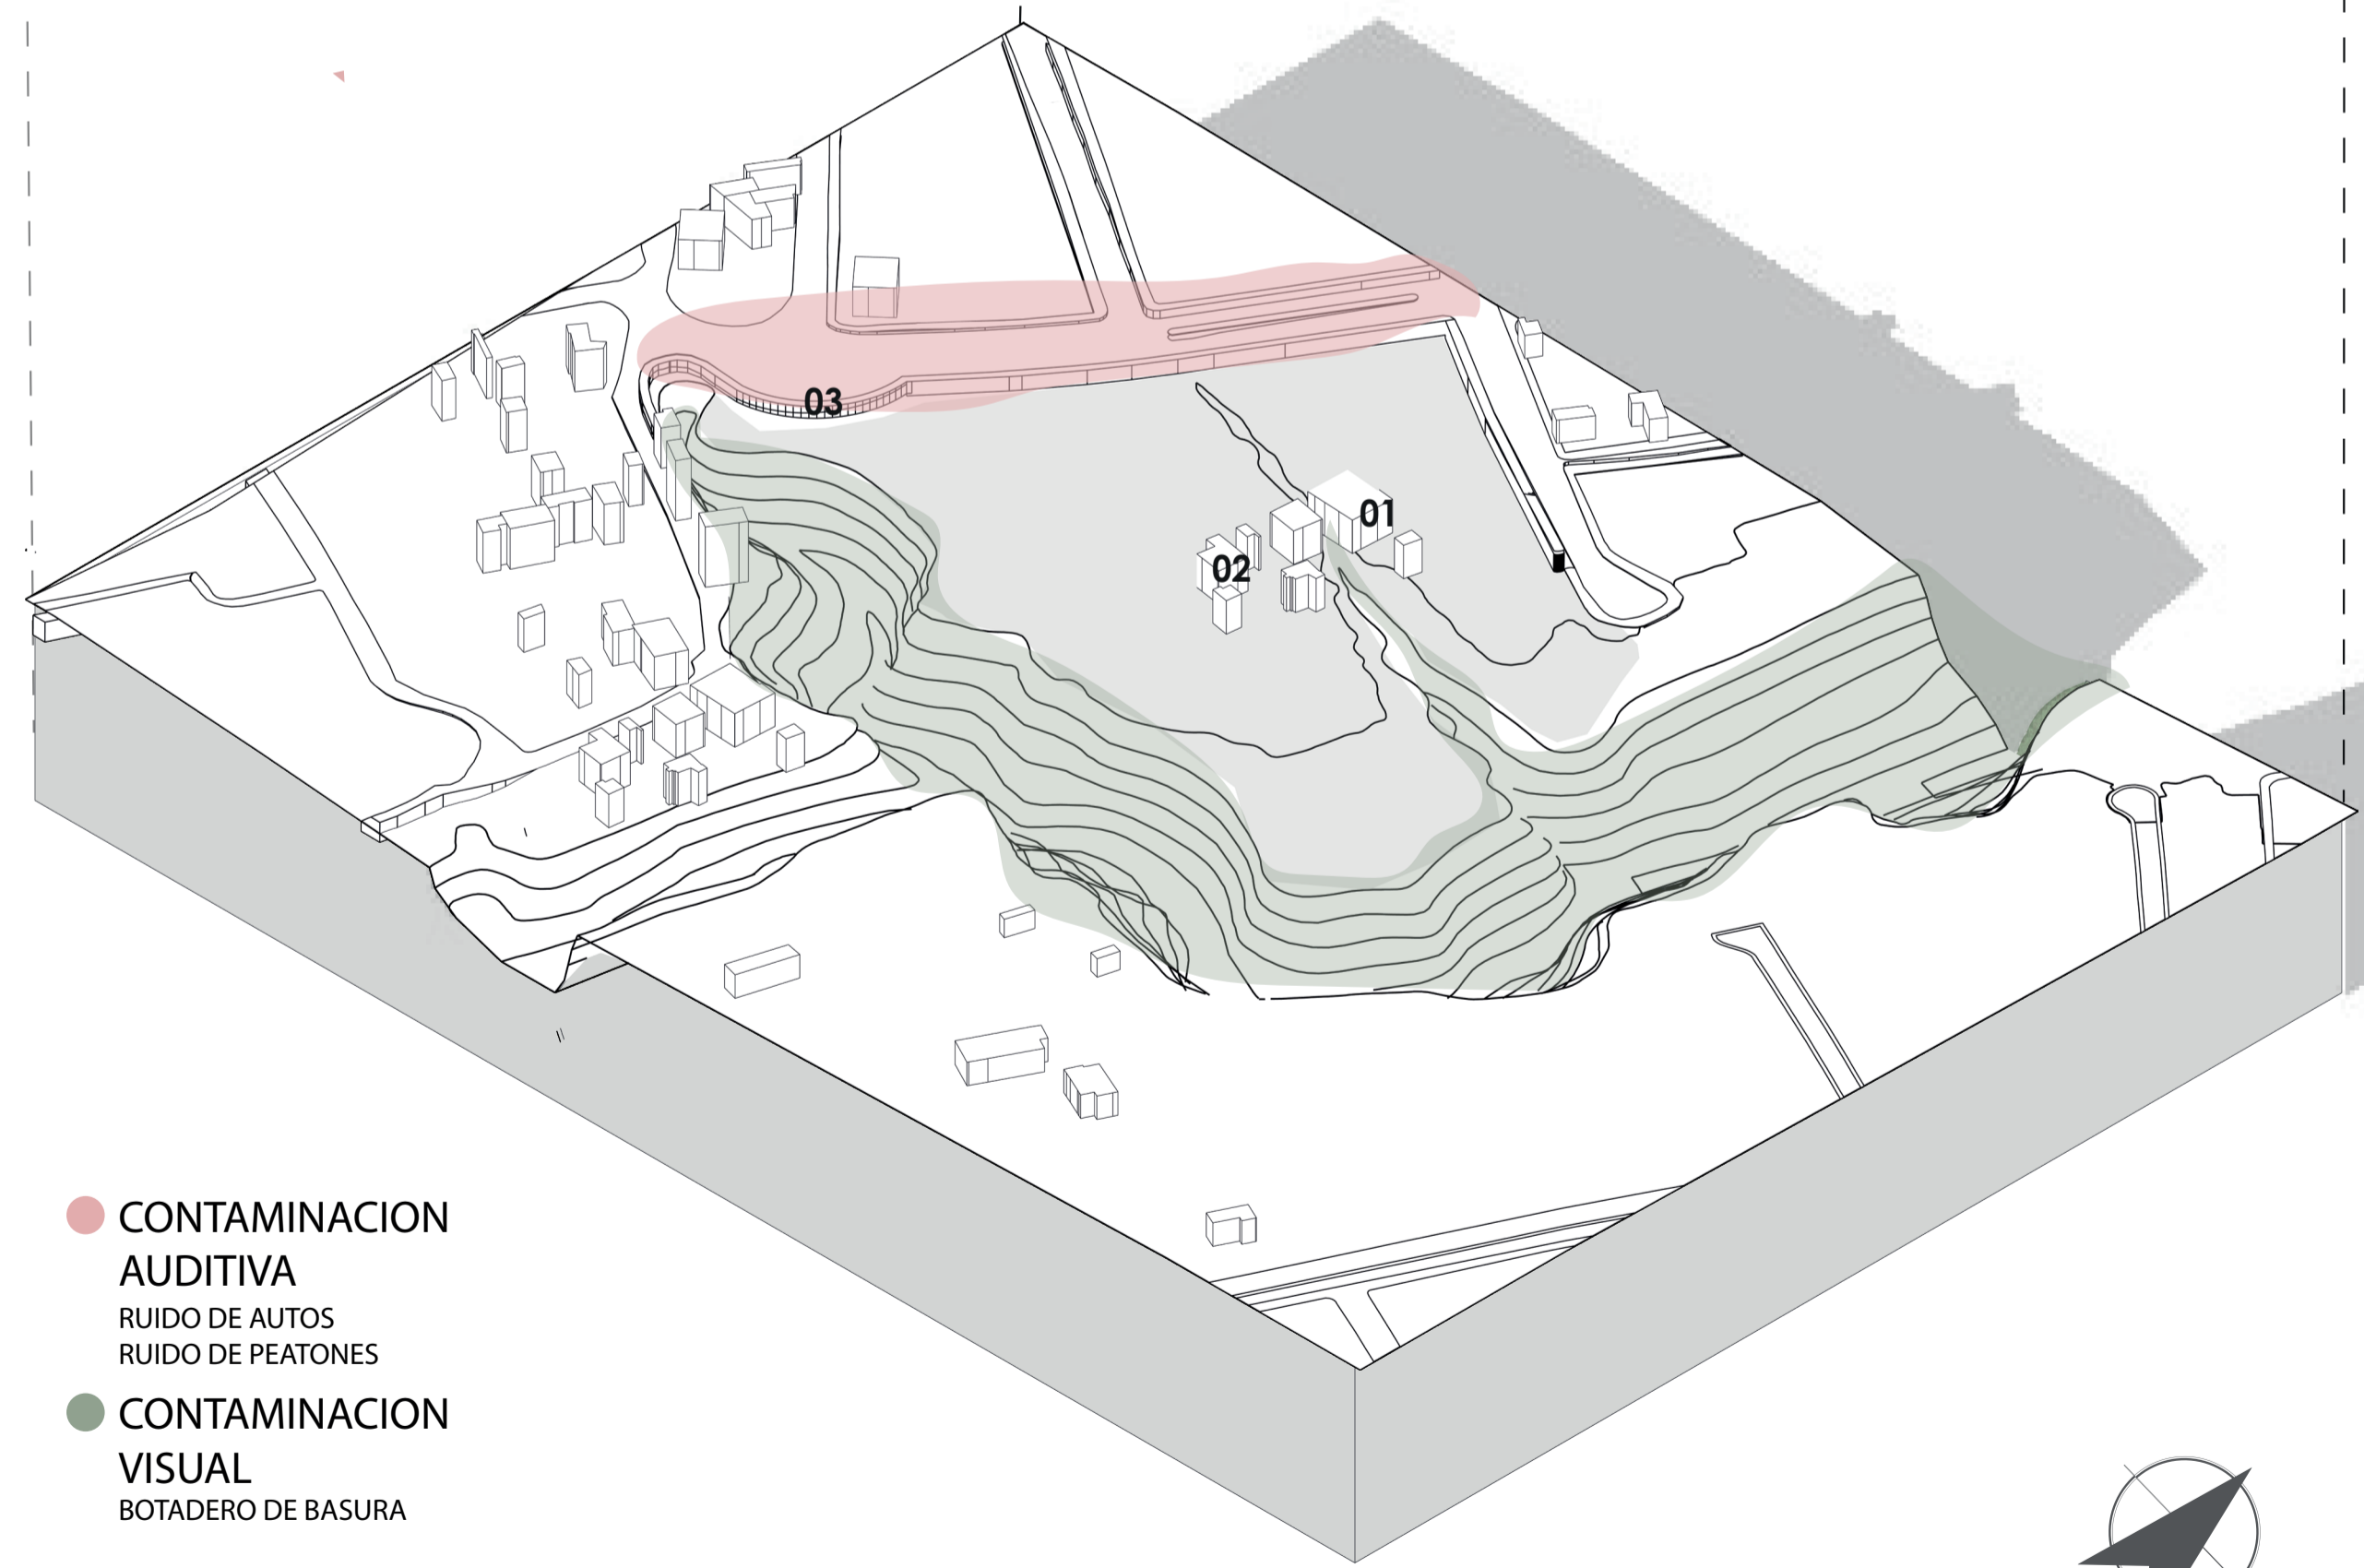 03
01
02
CONTAMINACION
AUDITIVA
RUIDO DE AUTOS
RUIDO DE PEATONES
CONTAMINACION
VISUAL
BOTADERO DE BASURA